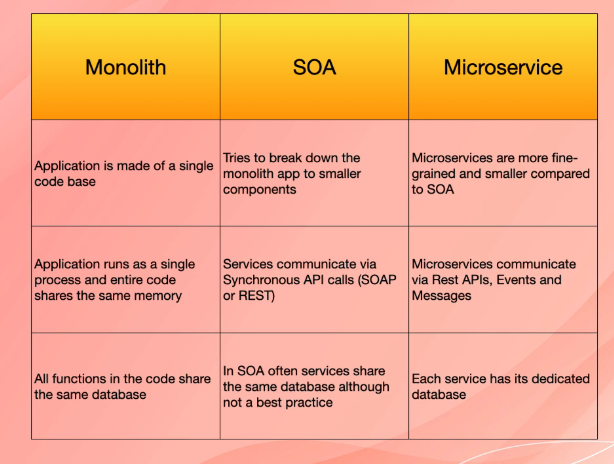 Monolith
SOA
Microservice
Application is made of a single
code base
Tries to break down the
monolith app to smaller
components
Microservices are more fine-
grained and smaller compared
to SOA
Application runs as a single
process and entire code
shares the same memory
Services communicate via
Synchronous API calls (SOAP
or REST)
Microservices communicate
via Rest APIs, Events and
Messages
All functions in the code share
the same database
In SOA often services share
the same database although
not a best practice
Each service has its dedicated
database